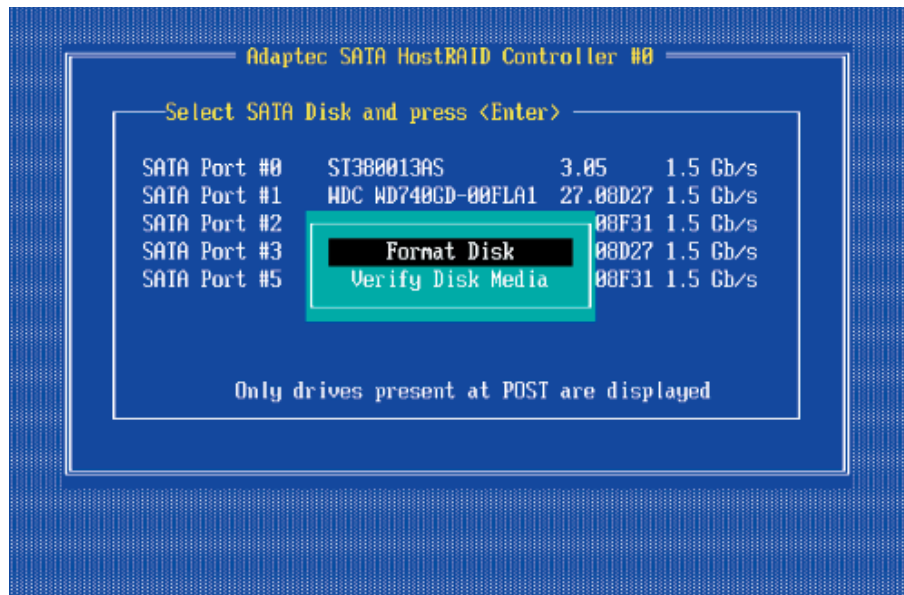 Adaptec SATA HostRAID Controller #0
Select SATA Disk and press <Enter>
SATA Port #0 ST380013AS 3.05 1.5 Gb/s
SATA Port #1 WDC WD740GD-00FLA1 27.08D27 1.5 Gb/s
SATA Port #2 08F31 1.5 Gb/s
SATA Port #3 08D27 1.5 Gb/s
SATA Port #5 08F31 1.5 Gb/s
Format Disk
Verify Disk Media
Only drives present at POST are displayed